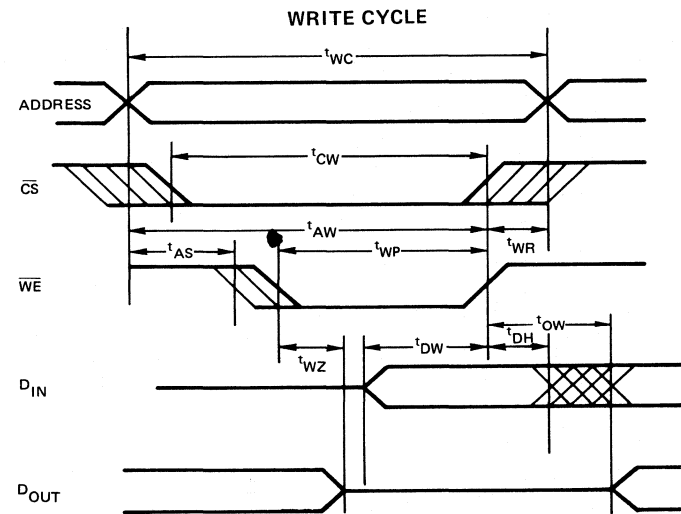 WRITE CYCLE
tWC
ADDRESS
tCW
CS
tAW
tAS
tWP
tWR
WE
tOW
tDW
tDH
tWZ
DIN
DOUT